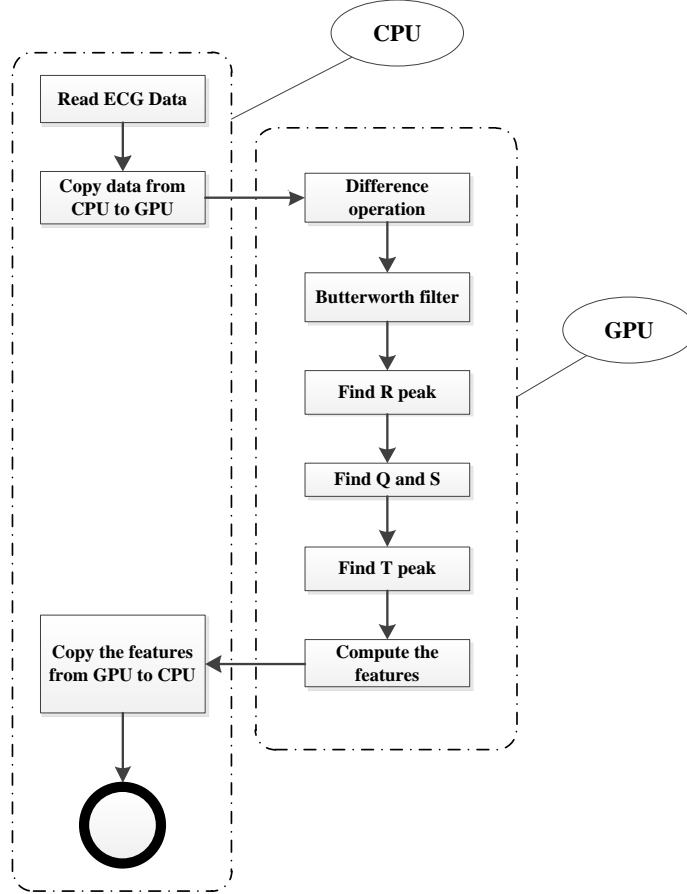 CPU
Read ECG Data
Copy data from
CPU to GPU
Difference
operation
Butterworth filter
GPU
Find R peak
Find Q and S
Find T peak
Copy the features
from GPU to CPU
Compute the
features